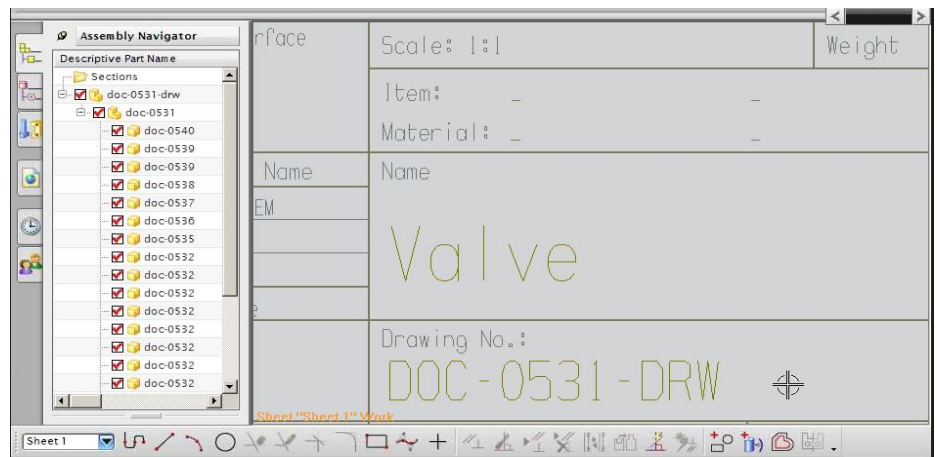 Assembly Navigator
Descriptive Part Name
Sections
doc-0531-drw
doc-0531
doc-0540
doc-0539
doc-0539
doc-0538
doc-0537
doc-0536
doc-0535
doc-0532
doc-0532
doc-0532
doc-0532
doc-0532
doc-0532
doc-0532
doc-0532
rface
Scale: 1:1
Weight
Item: _ _
Material: _ _
Name
EM
Name
Valve
Drawing No.:
DOC-0531-DRW
Sheet "Sheet 1" Work
Sheet 1